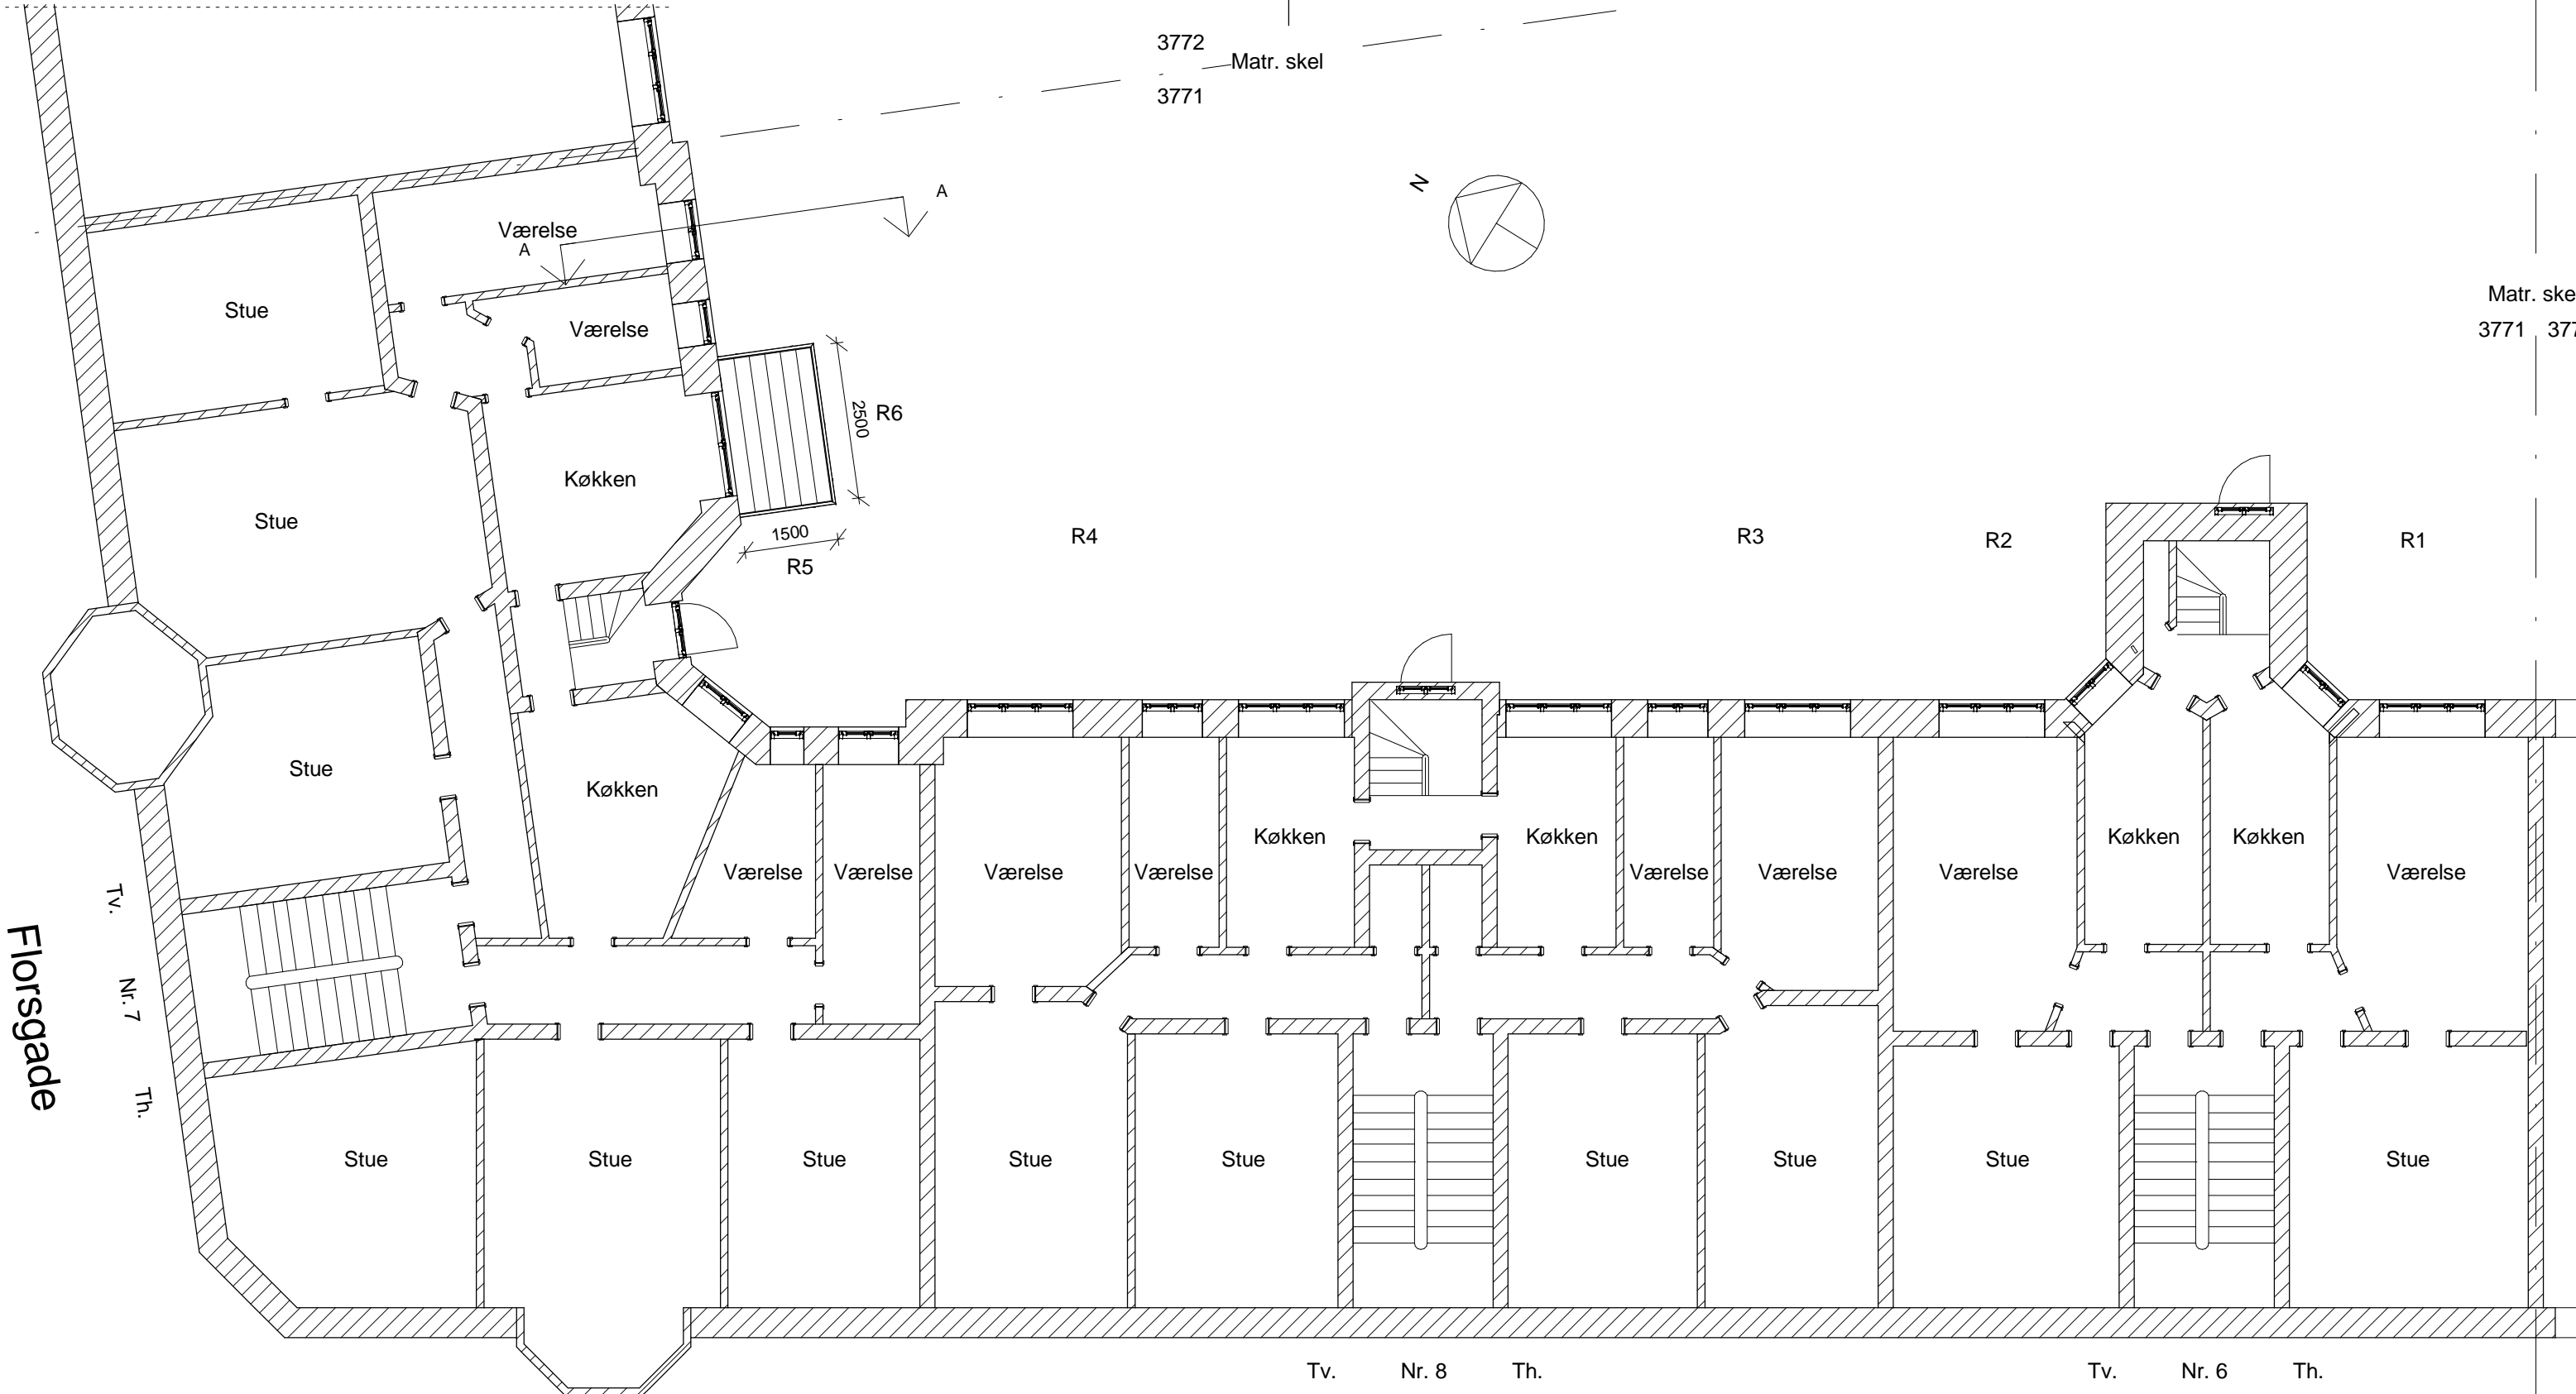 3772
Matr. skel
3771
N
A
Værelse
A
Matr. ske
3771 377
Stue
Værelse
2500
R6
Køkken
Stue
1500
R5
R4
R3
R2
R1
Stue
Køkken
Køkken
Køkken
Køkken
Køkken
Værelse
Værelse
Værelse
Værelse
Værelse
Værelse
Værelse
Værelse
Tv.
Nr. 7
Th.
Florsgade
Stue
Stue
Stue
Stue
Stue
Stue
Stue
Stue
Stue
Tv. Nr. 8 Th.
Tv. Nr. 6 Th.